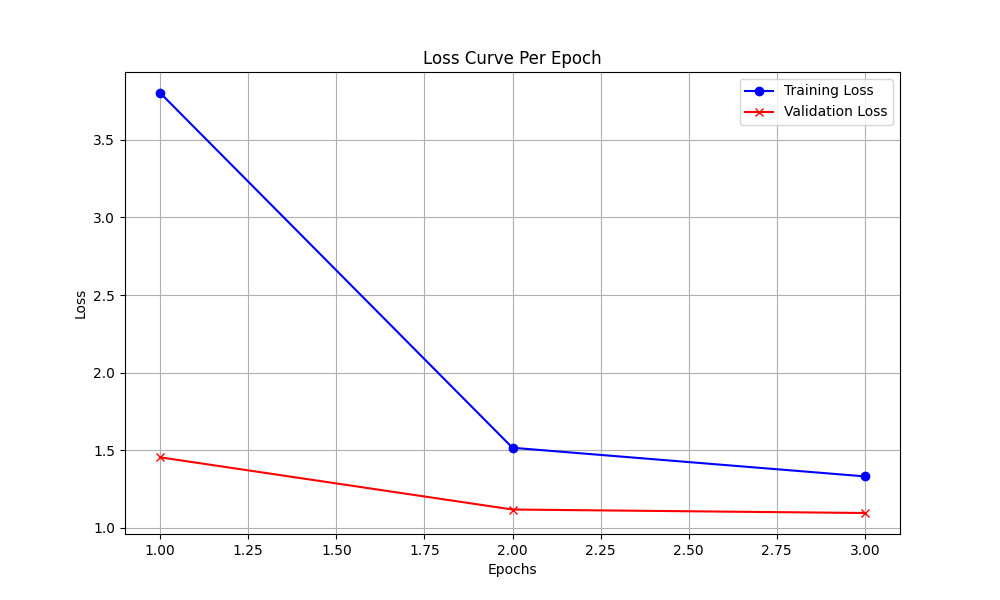 Loss Curve Per Epoch
Training Loss
Validation Loss
3.5
3.0
2.5
2.0
1.5
1.0
Loss
1.00 1.25 1.50 1.75 2.00 2.25 2.50 2.75 3.00
Epochs